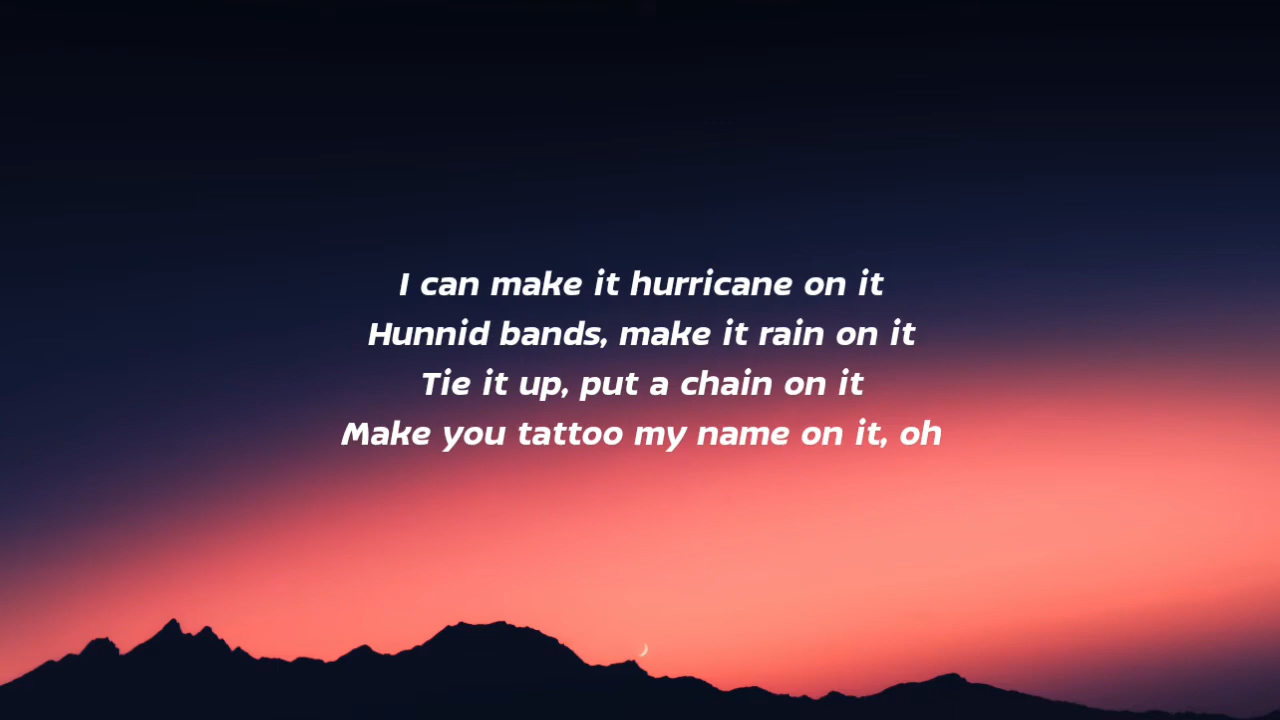 I can make it hurricane on it
Hunnid bands, make it rain on it
Tie it up, put a chain on it
Make you tattoo my name on it, oh